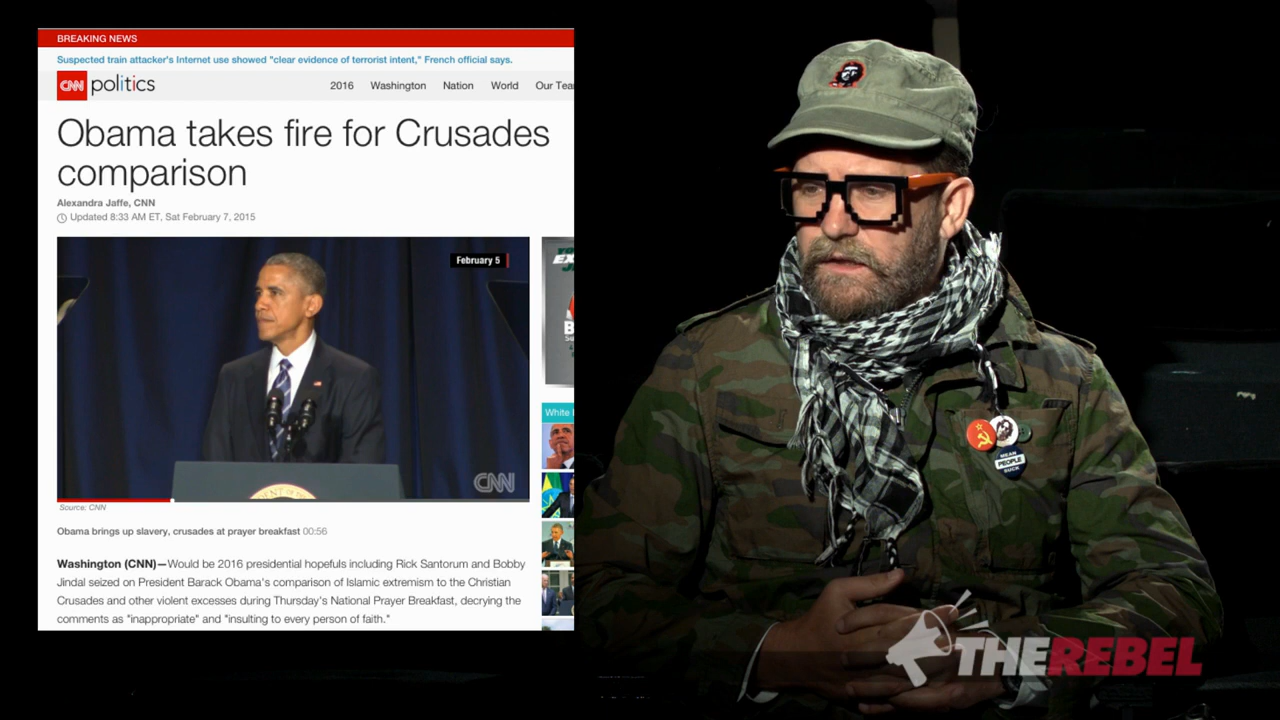 BREAKING NEWS
Suspected train attacker's Internet use showed "clear evidence of terrorist intent," French official says.
CNN politics
2016 Washington Nation World Our
Obama takes fire for Crusades
comparison
Alexandra Jaffe, CNN
Updated 8:33 AM ET, Sat February 7, 2015
February 5
CNN
Source: CNN
Obama brings up slavery, crusades at prayer breakfast 00:56
White
Washington (CNN)—Would be 2016 presidential hopefuls including Rick Santorum and Bobby
Jindal seized on President Barack Obama's comparison of Islamic extremism to the Christian
Crusades and other violent excesses during Thursday's National Prayer Breakfast, decrying the
comments as "inappropriate" and "insulting to every person of faith."
MEAN
PEOPLE
SUCK
THEREBEL